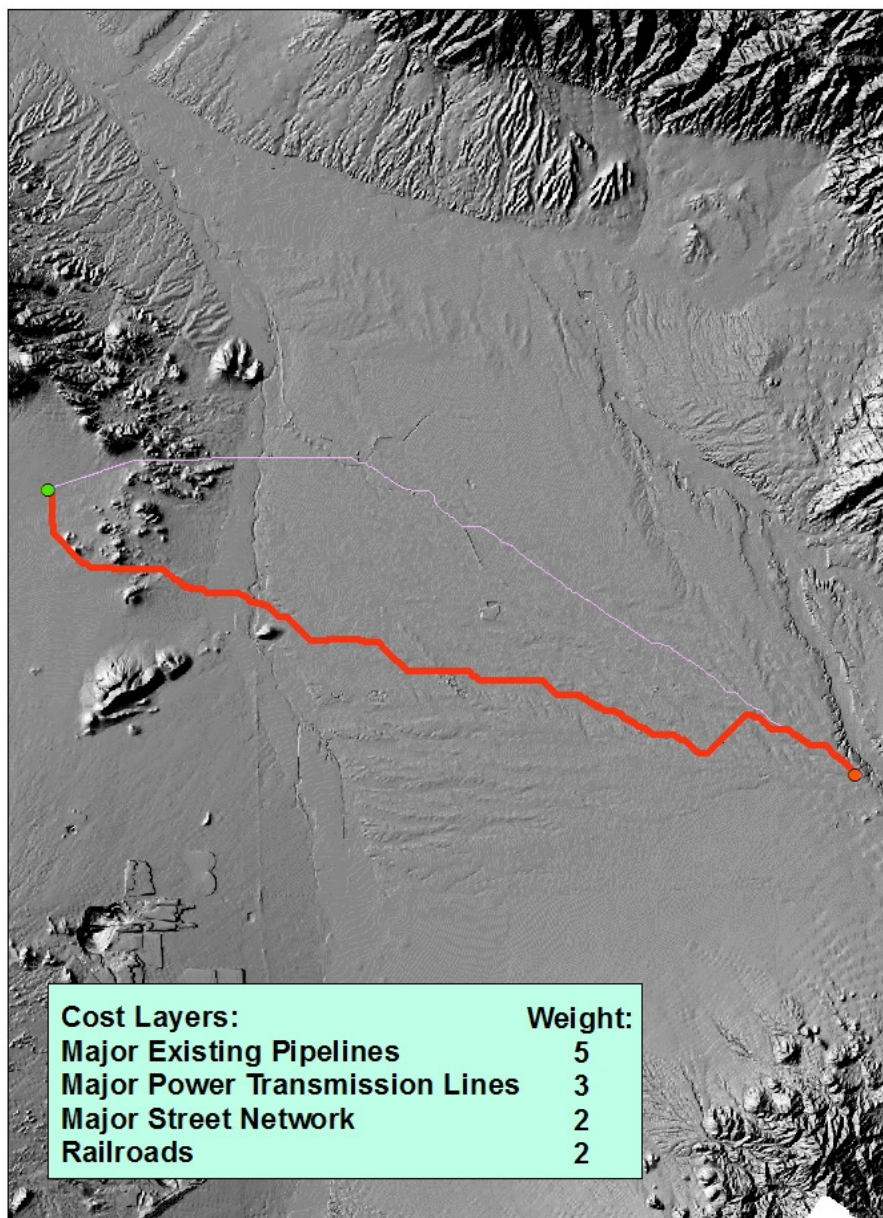 Cost Layers: Weight:
Major Existing Pipelines 5
Major Power Transmission Lines 3
Major Street Network 2
Railroads 2